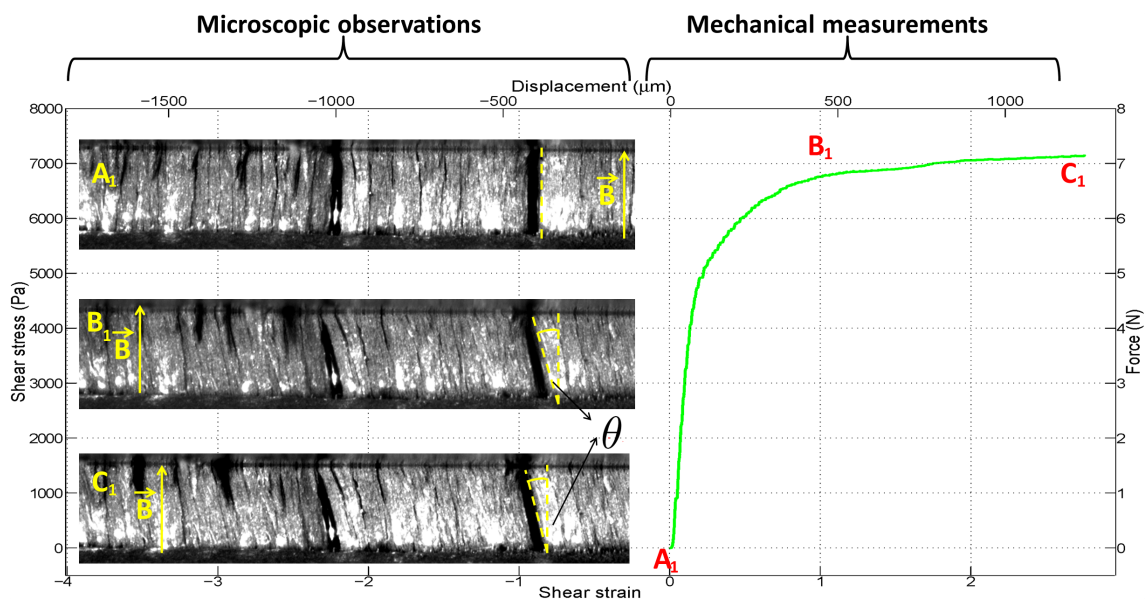 Microscopic observations
Mechanical measurements
Displacement (μm)
−1500 −1000 −500 0 500 1000
8000 8
7000 7
6000 6
5000 5
4000 4
3000 3
2000 2
1000 1
0 0
Shear stress (Pa)
Force (N)
A1
B
B1
B
C1
B
θ
B1
C1
A1
−4 −3 −2 −1 0 1 2
Shear strain